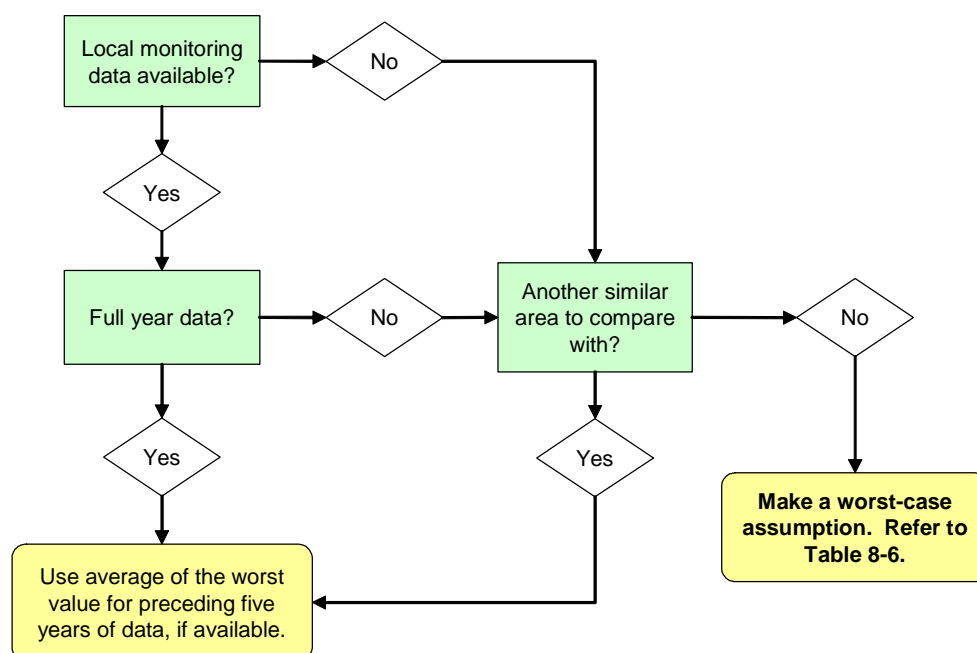 Local monitoring
data available?
No
Yes
Full year data?
No
Another similar
area to compare
with?
No
Yes
Yes
Make a worst-case
assumption.  Refer to
Table 8-6.
Use average of the worst
value for preceding five
years of data, if available.